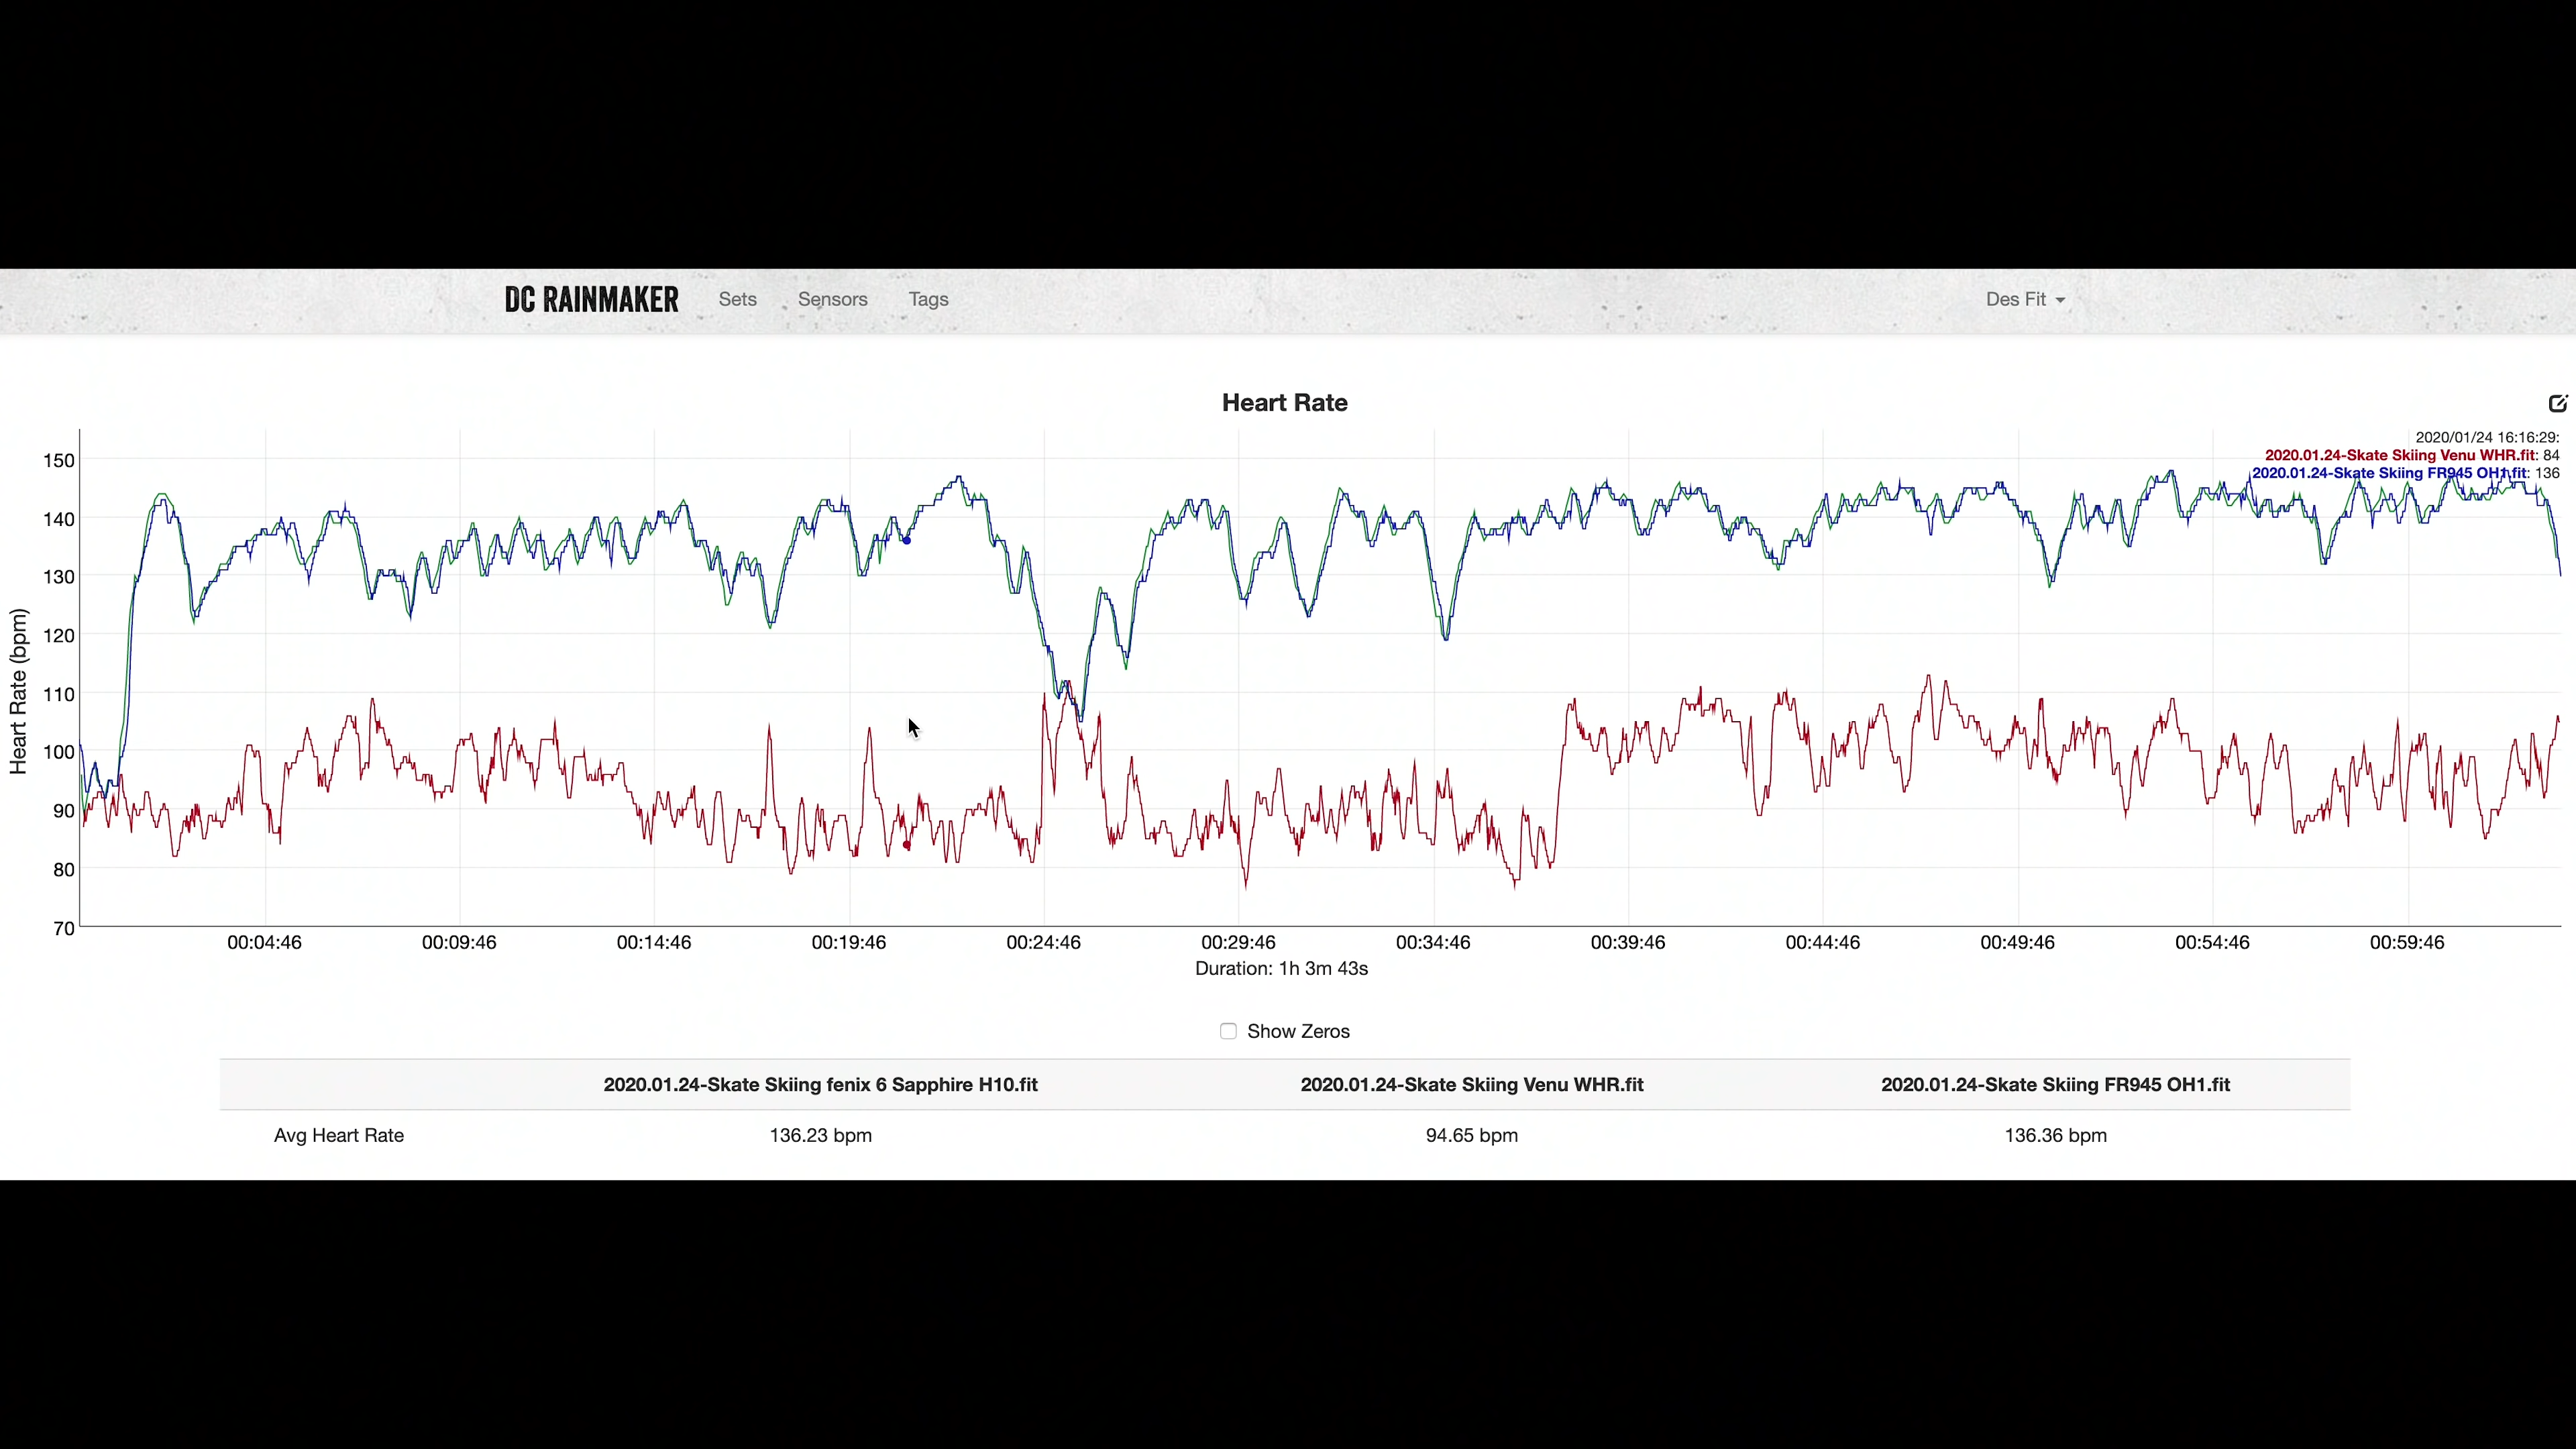 DC RAINMAKER Sets Sensors Tags Des Fit
Heart Rate
2020/01/24 16:16:29:
2020.01.24-Skate Skiing Venu WHR.fit: 84
2020.01.24-Skate Skiing FR945 OH1.fit: 136
Heart Rate (bpm)
150
140
130
120
110
100
90
80
70
00:04:46 00:09:46 00:14:46 00:19:46 00:24:46 00:29:46 00:34:46 00:39:46 00:44:46 00:49:46 00:54:46 00:59:46
Duration: 1h 3m 43s
Show Zeros
2020.01.24-Skate Skiing fenix 6 Sapphire H10.fit 2020.01.24-Skate Skiing Venu WHR.fit 2020.01.24-Skate Skiing FR945 OH1.fit
Avg Heart Rate 136.23 bpm 94.65 bpm 136.36 bpm